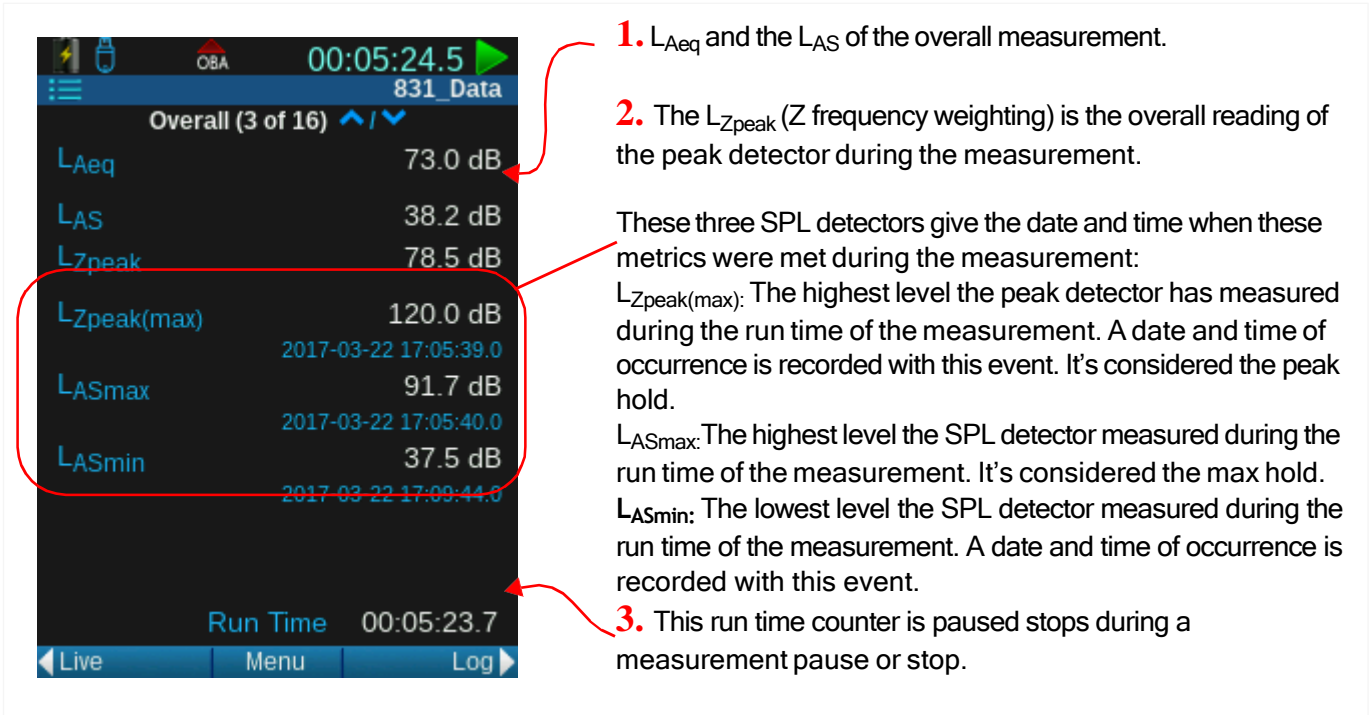 OBA 00:05:24.5
831_Data
Overall (3 of 16) /
LAeq 73.0 dB
LAS 38.2 dB
LZpeak 78.5 dB
LZpeak(max) 120.0 dB
2017-03-22 17:05:39.0
LASmax 91.7 dB
2017-03-22 17:05:40.0
LASmin 37.5 dB
2017-03-22 17:09:44.0
Run Time 00:05:23.7
Live Menu Log
1. LAeq and the LAS of the overall measurement.
2. The LZpeak (Z frequency weighting) is the overall reading of
the peak detector during the measurement.
These three SPL detectors give the date and time when these
metrics were met during the measurement:
LZpeak(max): The highest level the peak detector has measured
during the run time of the measurement. A date and time of
occurrence is recorded with this event. It’s considered the peak
hold.
LASmax:The highest level the SPL detector measured during the
run time of the measurement. It’s considered the max hold.
LASmin: The lowest level the SPL detector measured during the
run time of the measurement. A date and time of occurrence is
recorded with this event.
3. This run time counter is paused stops during a
measurement pause or stop.